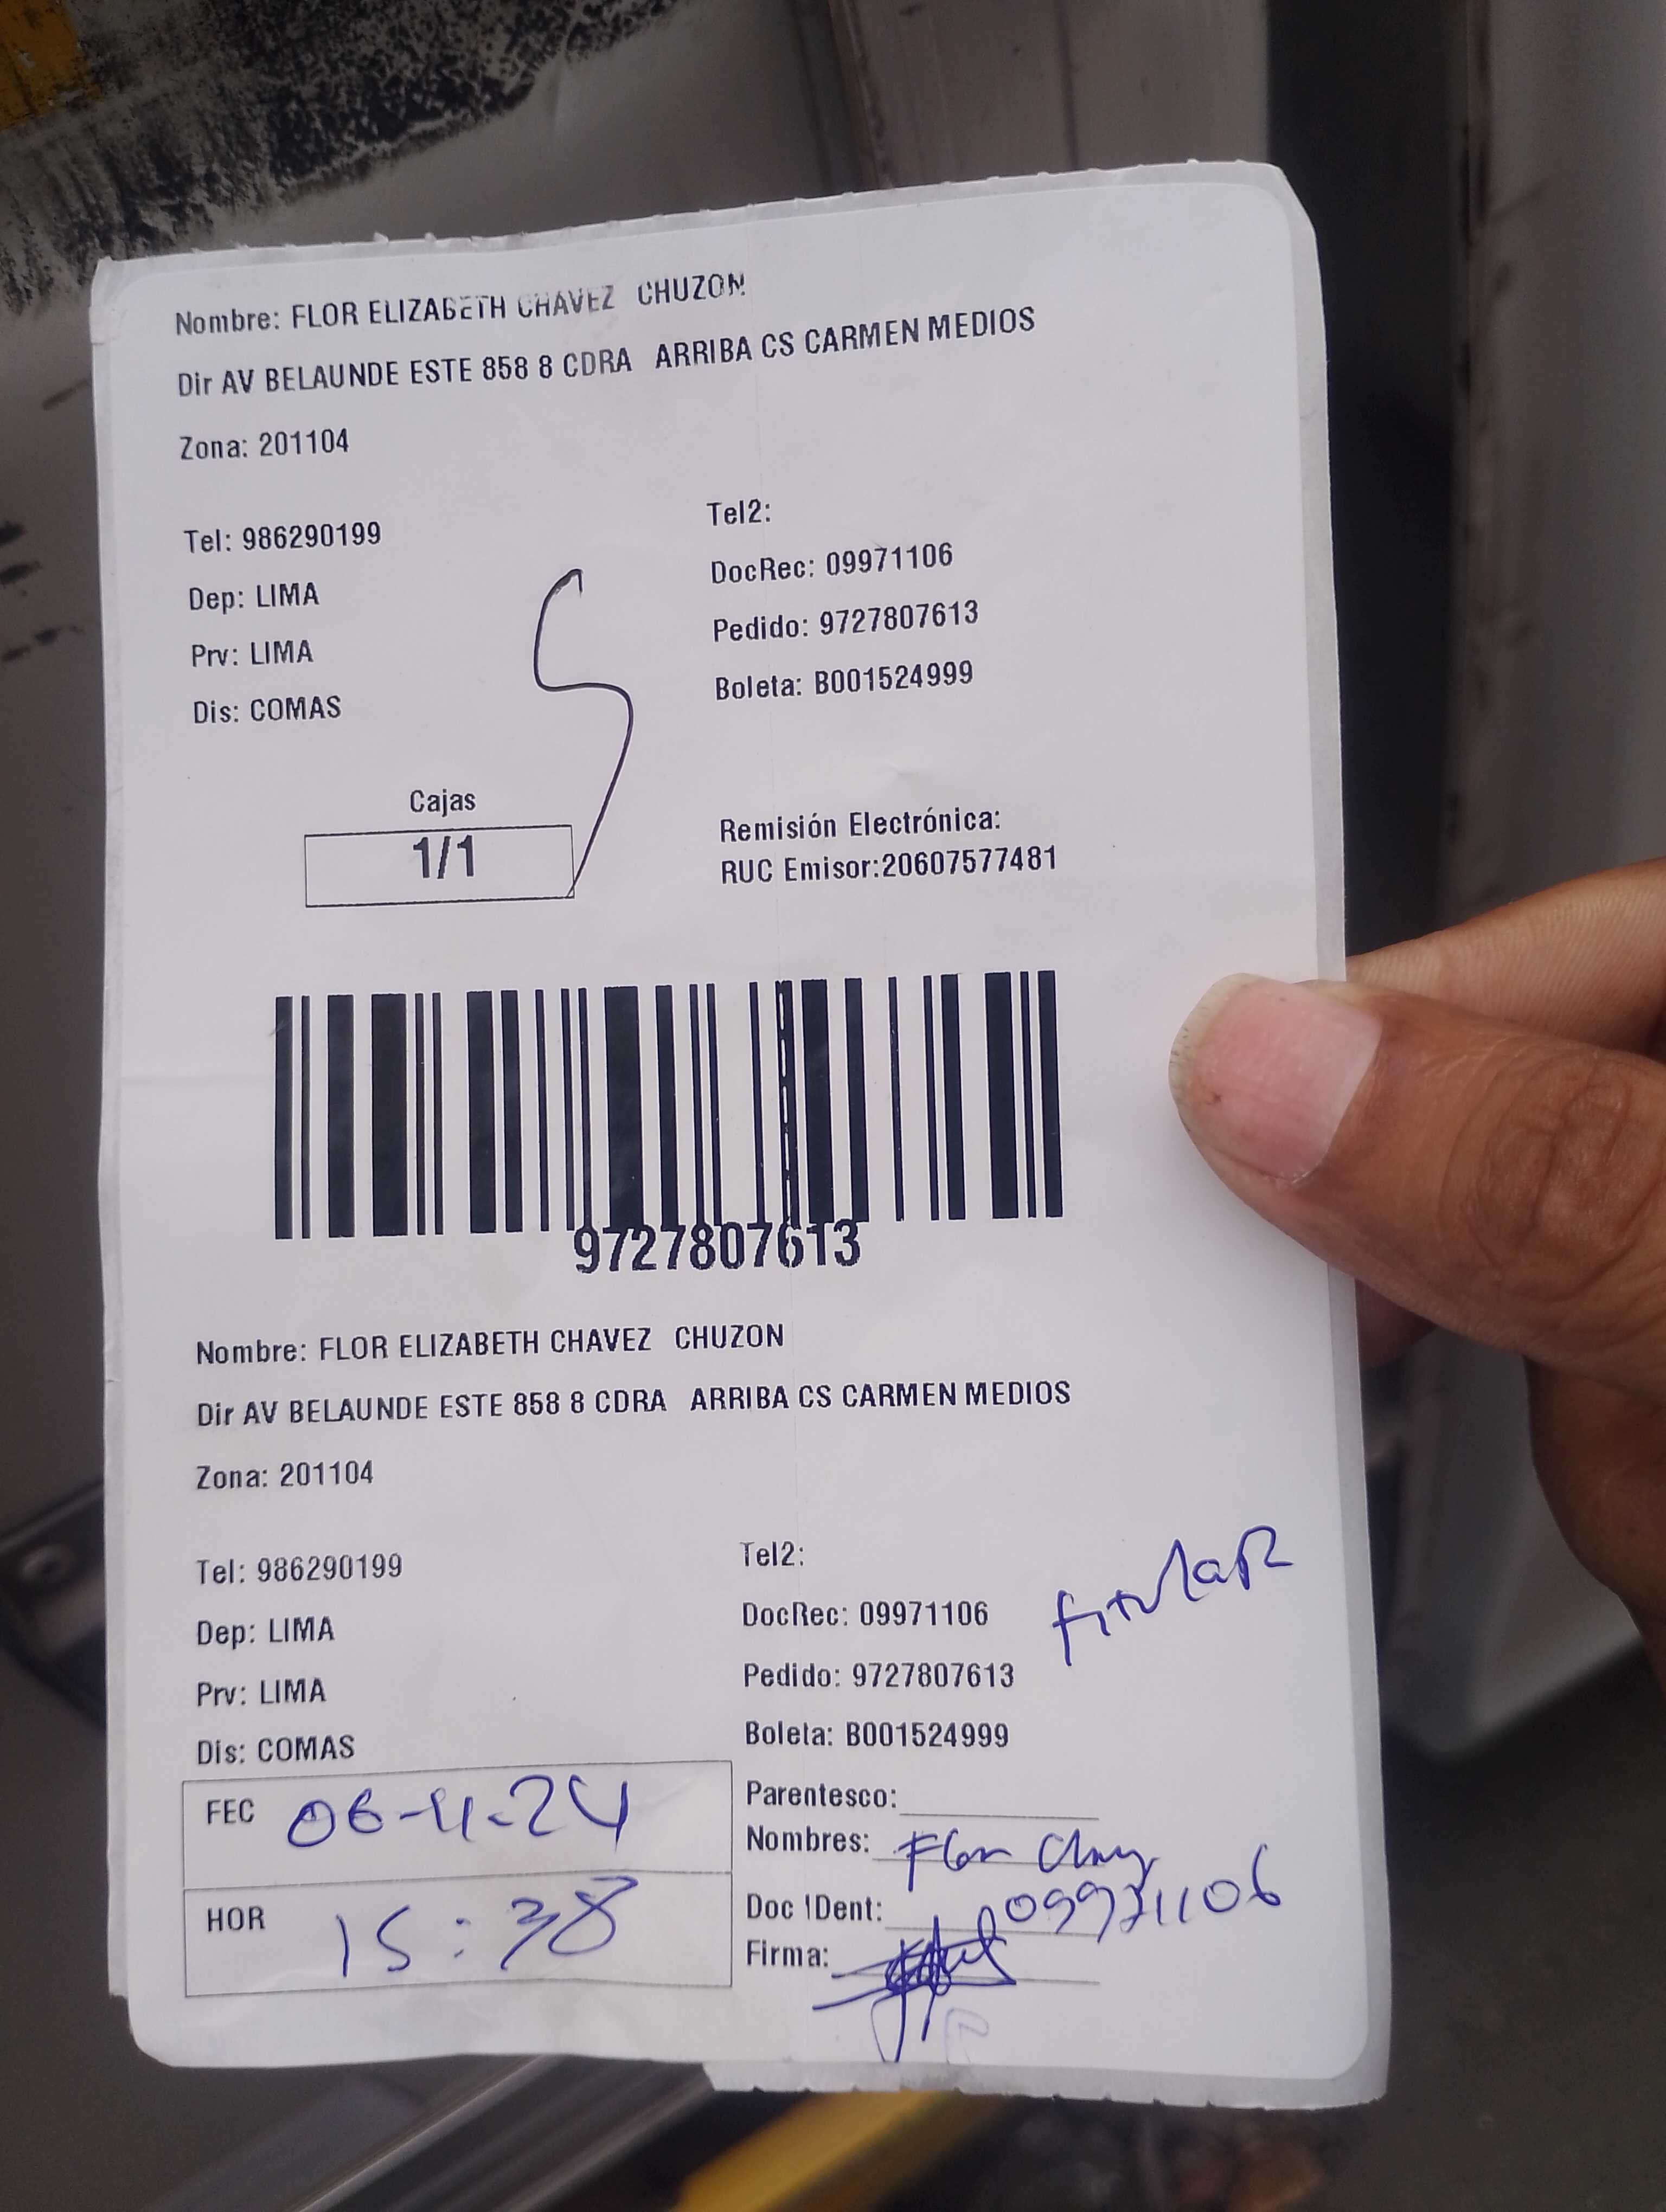 Nombre: FLOR ELIZABETH CHAVEZ CHUZON
Dir AV BELAUNDE ESTE 858 8 CDRA ARRIBA CS CARMEN MEDIOS
Zona: 201104
Tel: 986290199
Dep: LIMA
Prv: LIMA
Dis: COMAS
Tel2:
DocRec: 09971106
Pedido: 9727807613
Boleta: B001524999
Cajas
1/1
Remisión Electrónica:
RUC Emisor:20607577481
9727807613
Nombre: FLOR ELIZABETH CHAVEZ CHUZON
Dir AV BELAUNDE ESTE 858 8 CDRA ARRIBA CS CARMEN MEDIOS
Zona: 201104
Tel: 986290199
Dep: LIMA
Prv: LIMA
Dis: COMAS
Tel2:
DocRec: 09971106
titulaR
Pedido: 9727807613
Boleta: B001524999
FEC 06-4-24
HOR 15:38
Parentesco:
Nombres: Flor
Doc IDent: 09971106
Firma: